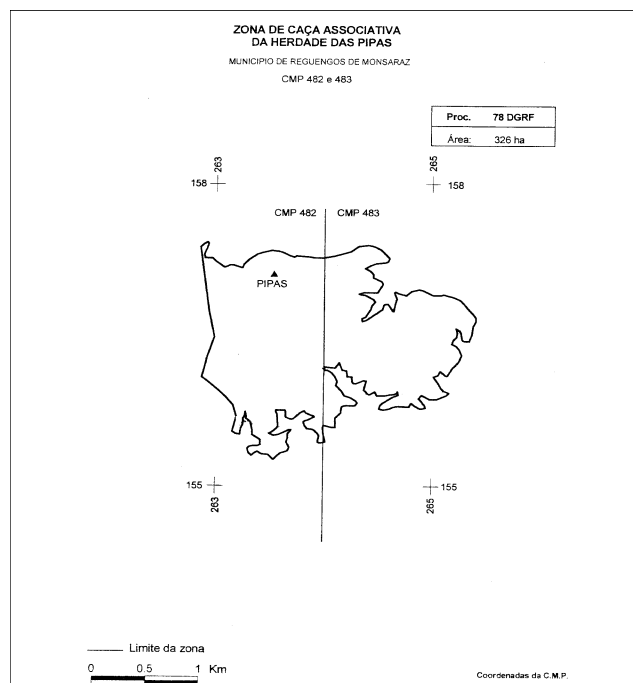 ZONA DE CAÇA ASSOCIATIVA
DA HERDADE DAS PIPAS
MUNICIPIO DE REGUENGOS DE MONSARAZ
CMP 482 e 483
Proc. 78 DGRF
Área: 326 ha
263
265
158
158
CMP 482
CMP 483
PIPAS
155
155
263
265
Limite da zona
0 0.5 1 Km
Coordenadas da C.M.P.